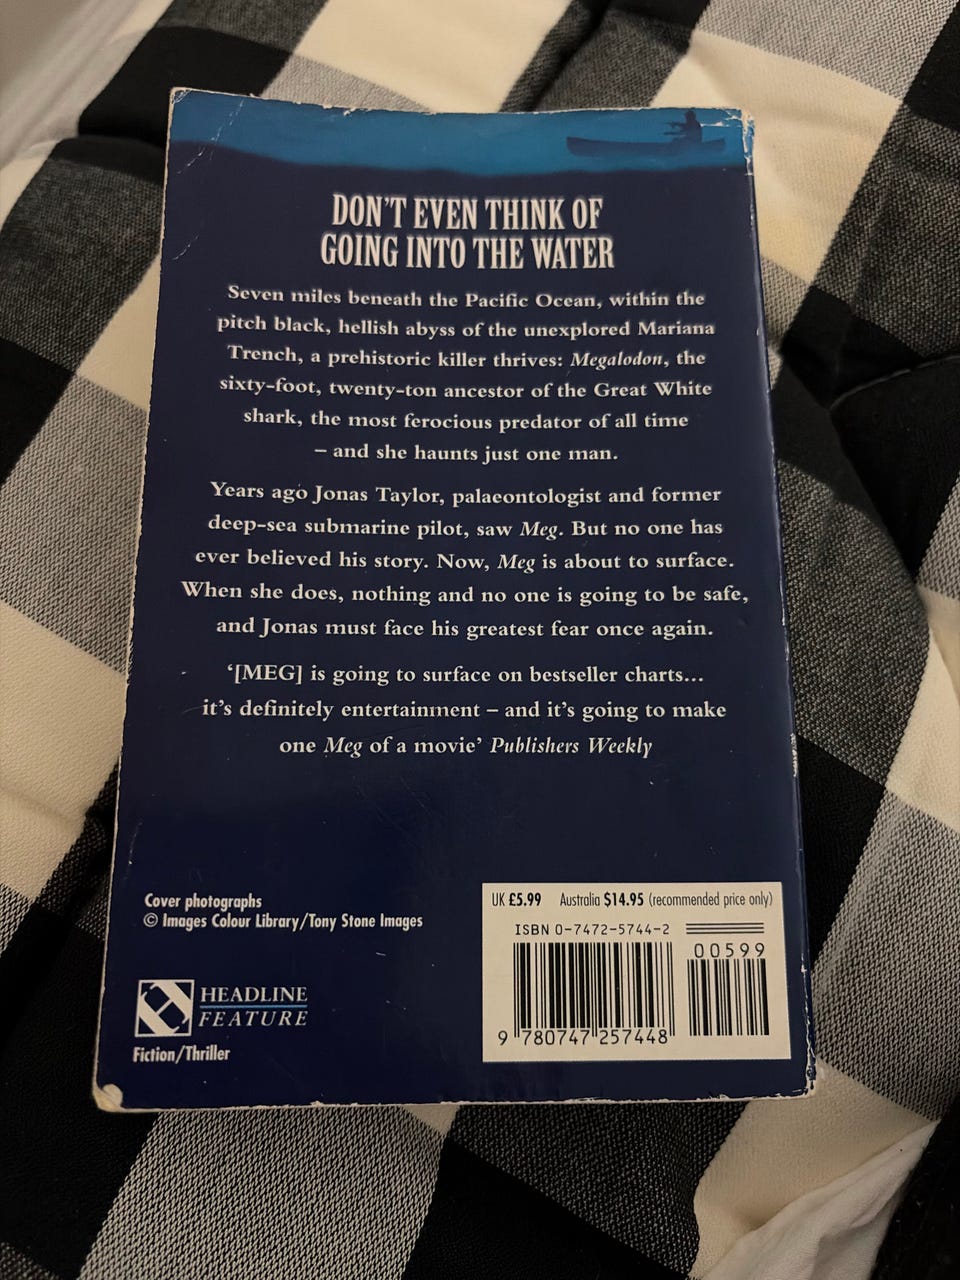 DON'T EVEN THINK OF
GOING INTO THE WATER
Seven miles beneath the Pacific Ocean, within the
pitch black, hellish abyss of the unexplored Mariana
Trench, a prehistoric killer thrives: Megalodon, the
sixty-foot, twenty-ton ancestor of the Great White
shark, the most ferocious predator of all time
– and she haunts just one man.
Years ago Jonas Taylor, palaeontologist and former
deep-sea submarine pilot, saw Meg. But no one has
ever believed his story. Now, Meg is about to surface.
When she does, nothing and no one is going to be safe,
and Jonas must face his greatest fear once again.
‘[MEG] is going to surface on bestseller charts...
it's definitely entertainment – and it's going to make
one Meg of a movie’ Publishers Weekly
Cover photographs
© Images Colour Library/Tony Stone Images
HEADLINE
FEATURE
Fiction/Thriller
UK £5.99 Australia $14.95 (recommended price only)
ISBN 0-7472-5744-2
00599
9 780747 257448